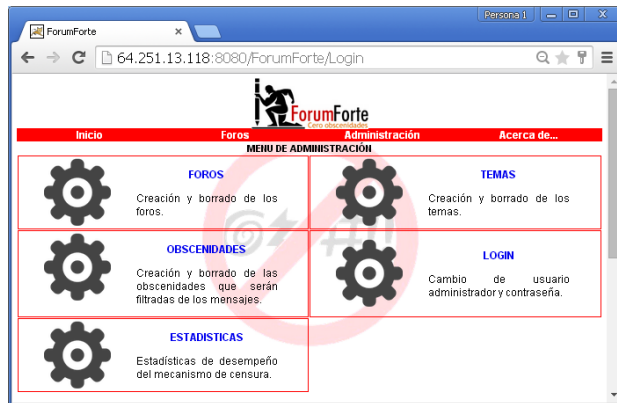 Persona 1
ForumForte
64.251.13.118:8080/ForumForte/Login
ForumForte
Cero obscenidades
Inicio Foros Administración Acerca de...
MENU DE ADMINISTRACIÓN
FOROS
Creación y borrado de los
foros.
TEMAS
Creación y borrado de los
temas.
OBSCENIDADES
Creación y borrado de las
obscenidades que serán
filtradas de los mensajes.
LOGIN
Cambio de usuario
administrador y contraseña.
ESTADISTICAS
Estadísticas de desempeño
del mecanismo de censura.